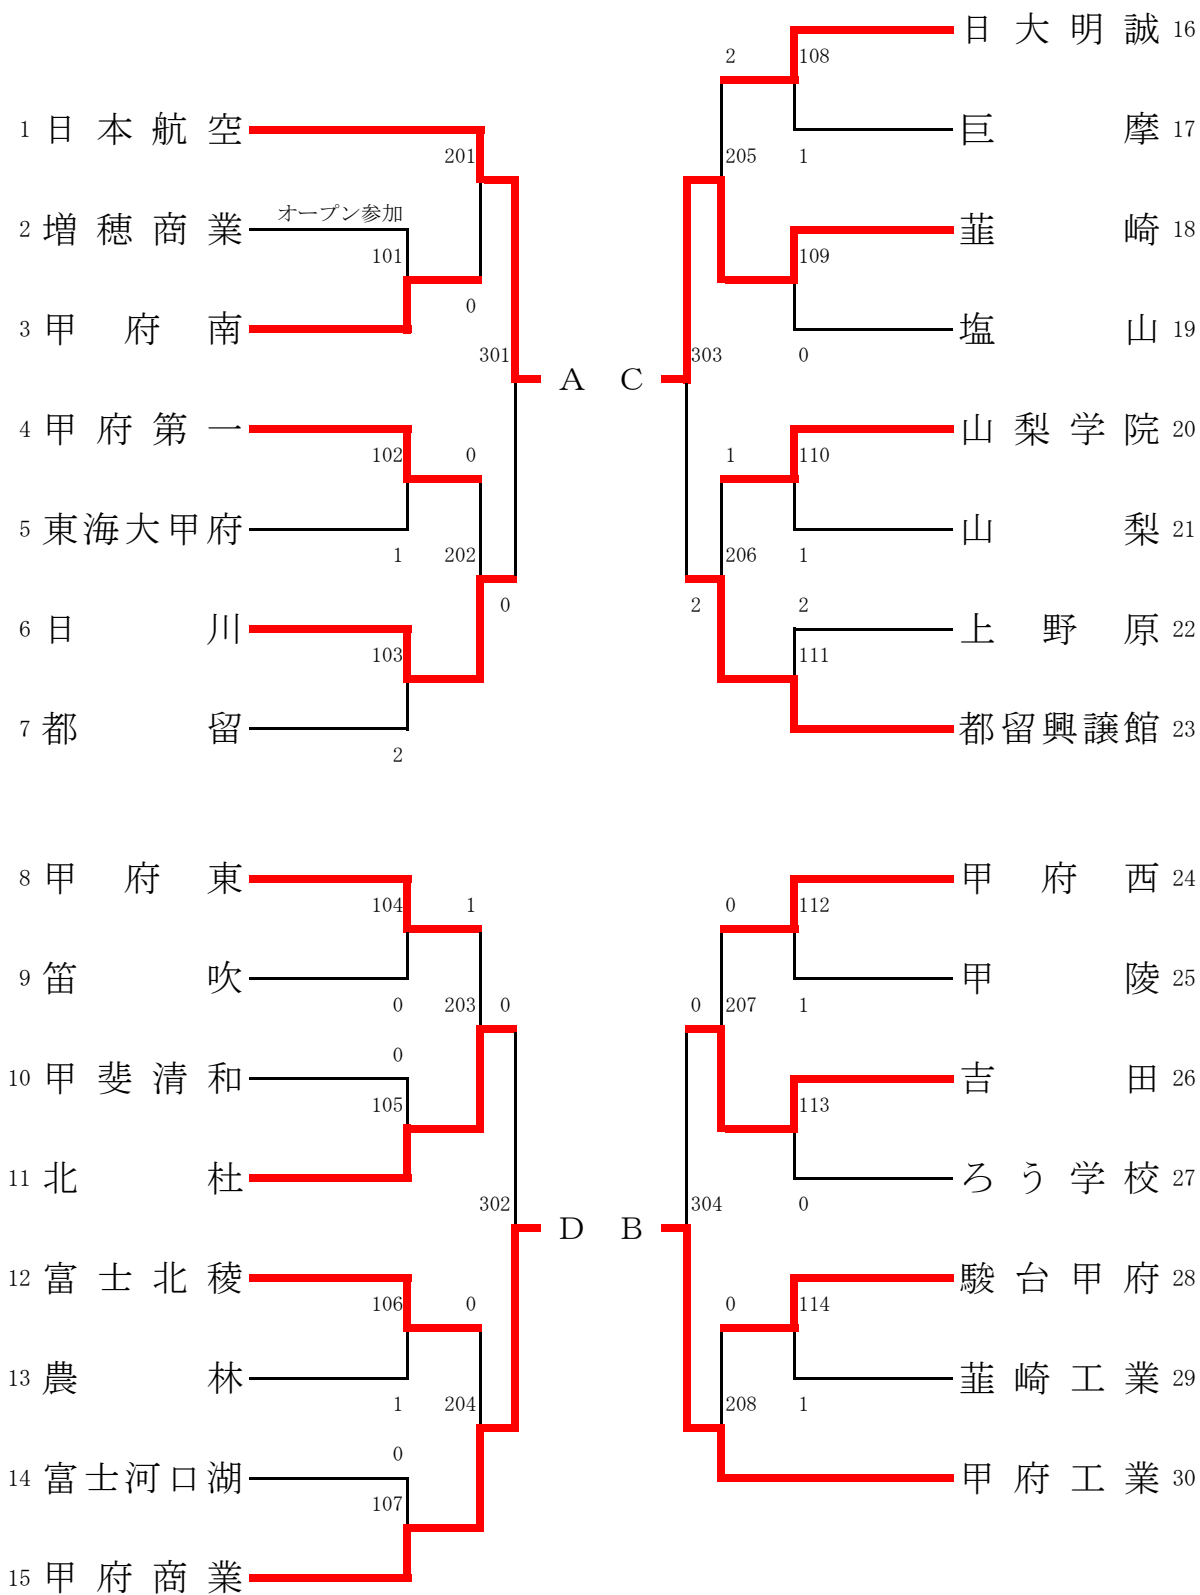 1 日本航空
201
2 増穂商業 オープン参加
101
0
3 甲府南
301
A
4 甲府第一
102
0
5 東海大甲府
1
202
0
6 日川
103
7 都留
2
8 甲府東
104
1
9 笛吹
0
203
0
10 甲斐清和
0
105
11 北杜
302
D
12 富士北稜
106
0
13 農林
1
204
14 富士河口湖
0
107
15 甲府商業
日大明誠 16
2
108
巨摩 17
205
1
韮崎 18
109
塩山 19
C
303
0
山梨学院 20
1
110
山梨 21
206
1
2
2
上野原 22
111
都留興譲館 23
甲府西 24
0
112
甲陵 25
0
207
1
吉田 26
113
ろう学校 27
B
304
0
駿台甲府 28
0
114
韮崎工業 29
208
1
甲府工業 30